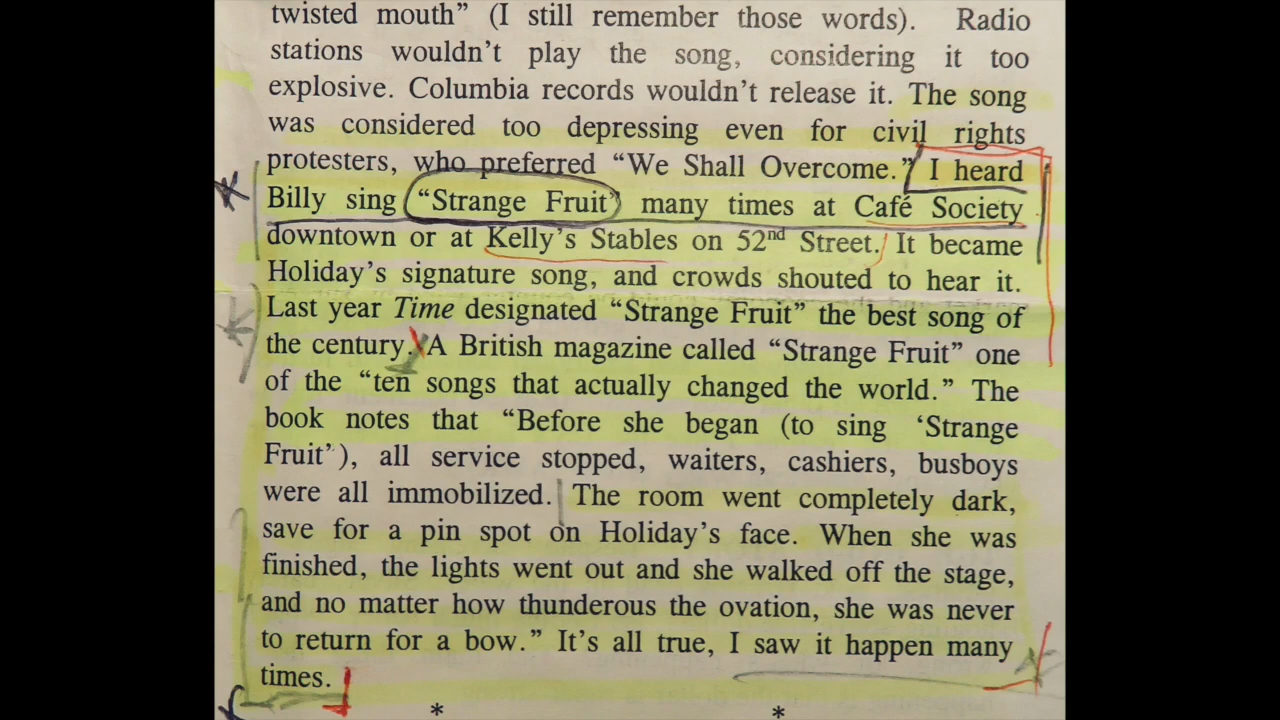 twisted mouth” (I still remember those words). Radio
stations wouldn’t play the song, considering it too
explosive. Columbia records wouldn’t release it. The song
was considered too depressing even for civil rights
protesters, who preferred “We Shall Overcome.” I heard
Billy sing “Strange Fruit” many times at Café Society
downtown or at Kelly’s Stables on 52nd Street. It became
Holiday’s signature song, and crowds shouted to hear it.
Last year Time designated “Strange Fruit” the best song of
the century. A British magazine called “Strange Fruit” one
of the “ten songs that actually changed the world.” The
book notes that “Before she began (to sing ‘Strange
Fruit’), all service stopped, waiters, cashiers, busboys
were all immobilized. The room went completely dark,
save for a pin spot on Holiday’s face. When she was
finished, the lights went out and she walked off the stage,
and no matter how thunderous the ovation, she was never
to return for a bow.” It's all true, I saw it happen many
times.
* *